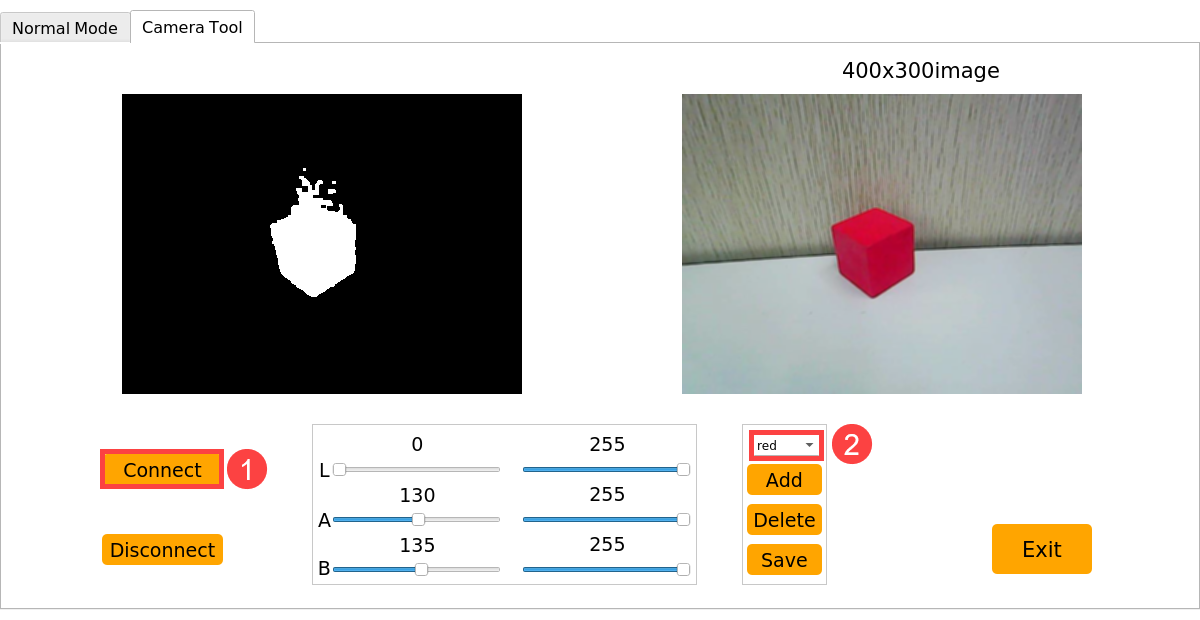 Normal Mode
Camera Tool
400x300image
Connect
1
Disconnect
0
255
L
130
255
A
135
255
B
red
2
Add
Delete
Save
Exit